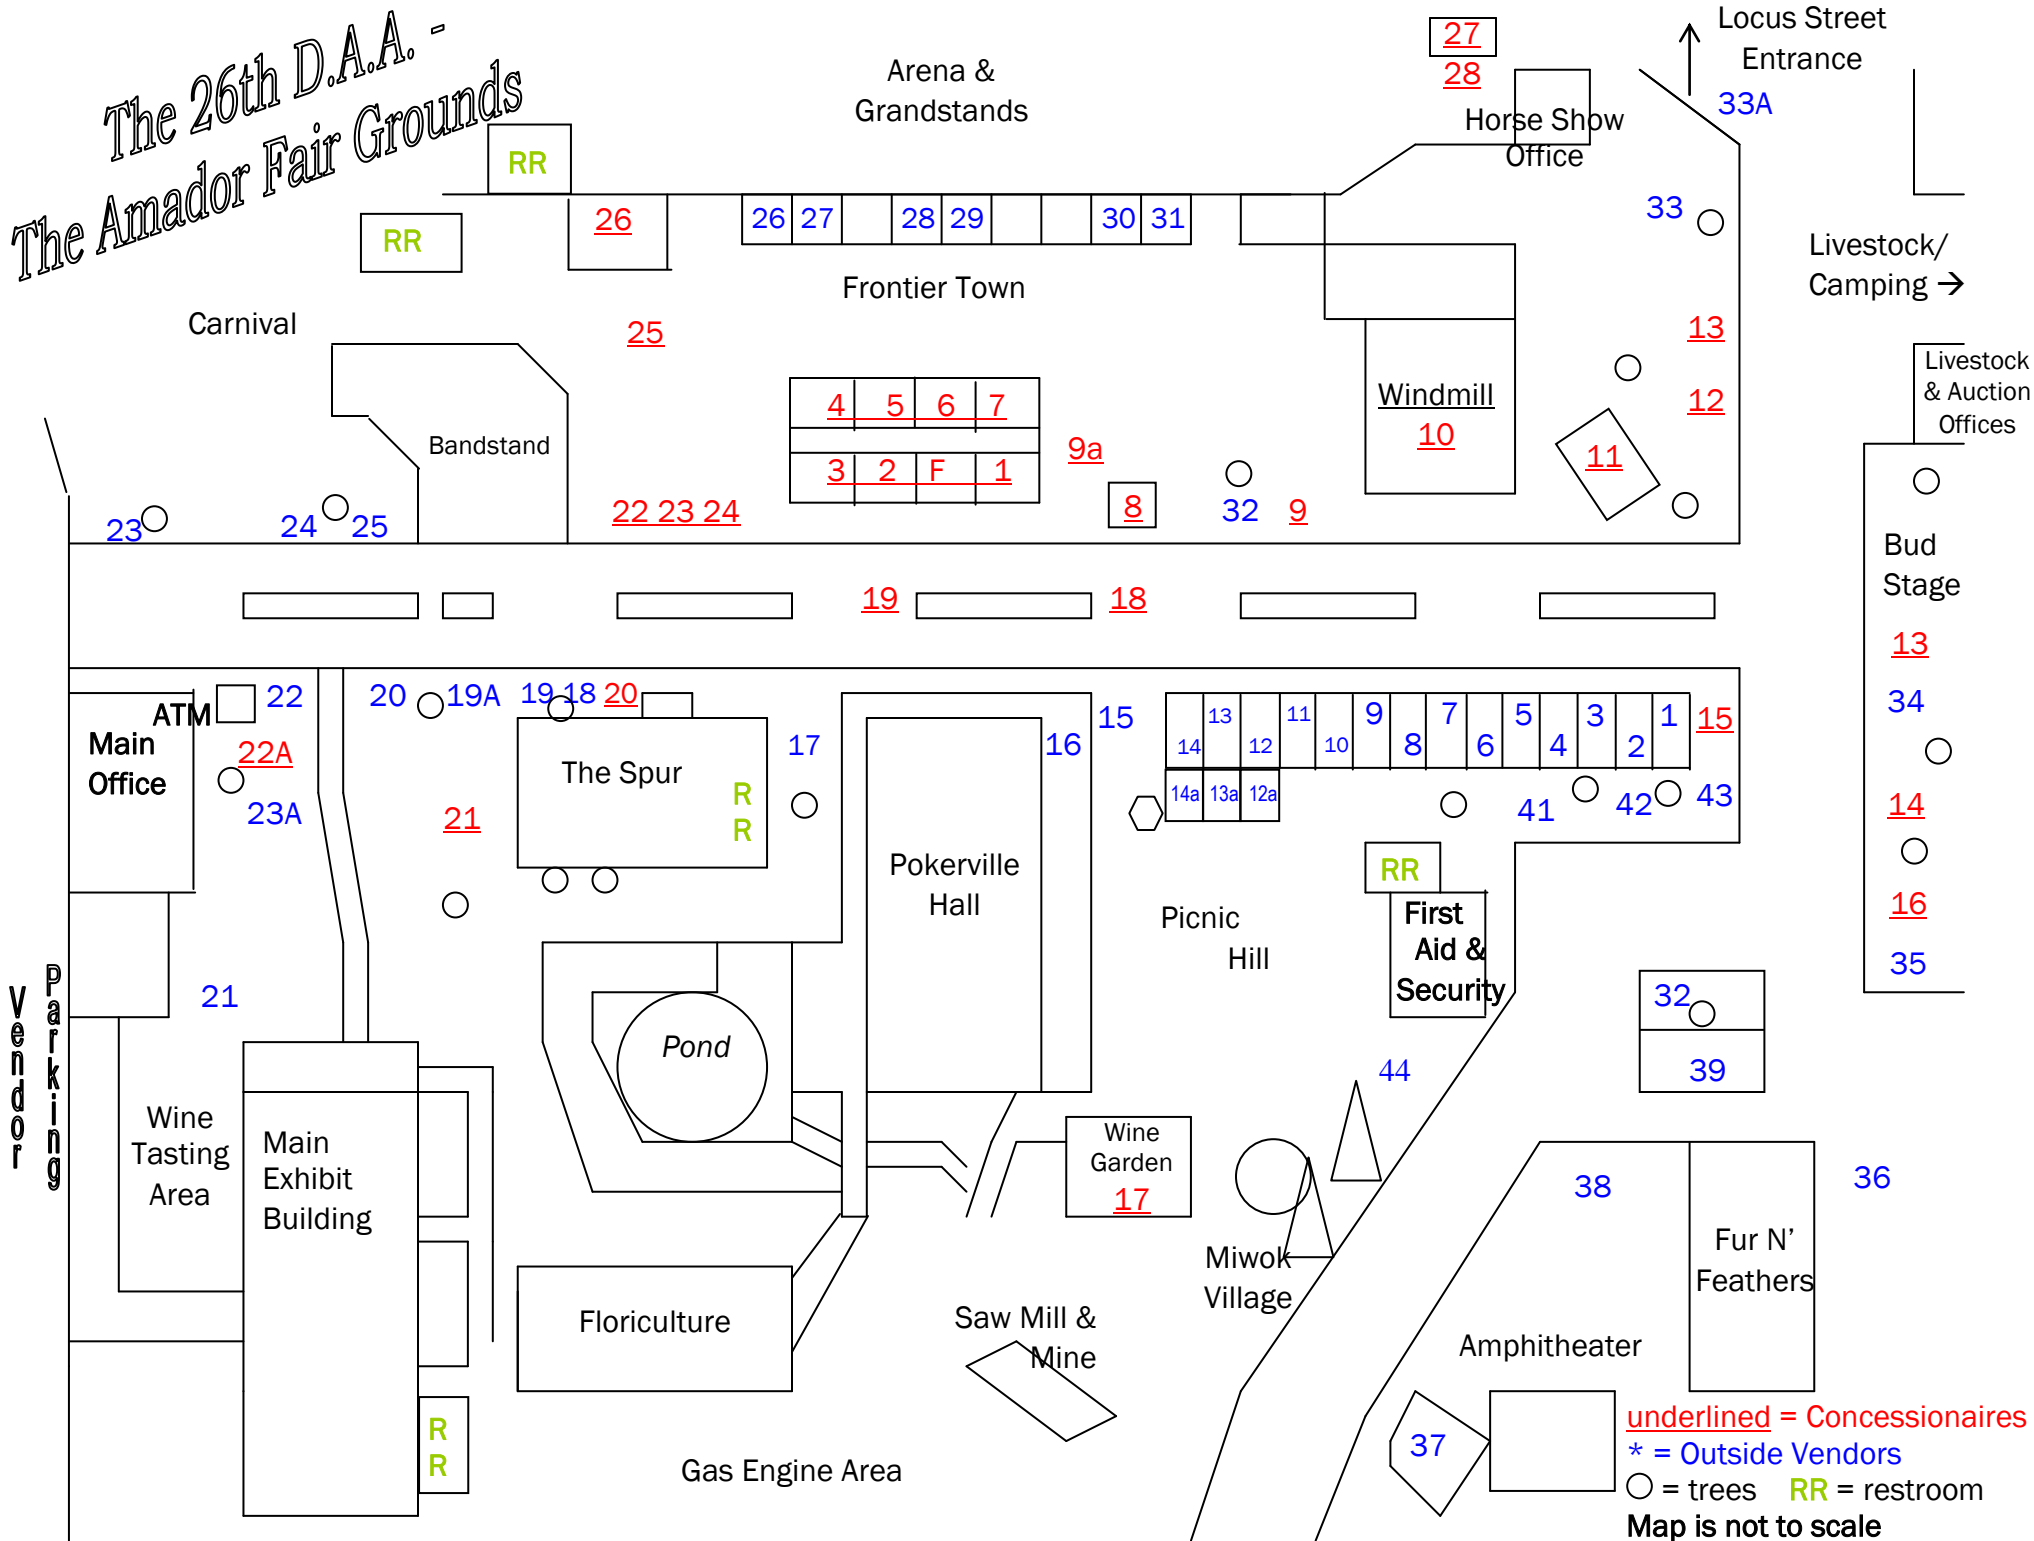 The 26th D.A.A. -
The Amador Fair Grounds
Arena &
Grandstands
27
28
Locus Street
Entrance
33A
Horse Show
Office
RR
RR
26
26 27 28 29 30 31
33
Livestock/
Camping →
Frontier Town
Carnival
25
13
Livestock
& Auction
Offices
4 5 6 7
Windmill
10
12
Bandstand
9a
3 2 F 1
11
23
24 25
22 23 24
8
32
9
Bud
Stage
19
18
13
34
14
16
35
ATM
22
20
19A
19 18
20
15
14 13 12 11 10 9 8 7 6 5 4 3 2 1
15
Main
Office
22A
23A
The Spur
R
R
17
16
14a 13a 12a
41
42
43
21
Pokerville
Hall
RR
First
Aid &
Security
Picnic
Hill
21
32
39
Vendor
Parking
Pond
44
Wine
Tasting
Area
Main
Exhibit
Building
Wine
Garden
17
38
36
Fur N'
Feathers
Miwok
Village
Floriculture
Saw Mill &
Mine
Amphitheater
R
R
Gas Engine Area
37
underlined = Concessionaires
* = Outside Vendors
= trees RR = restroom
Map is not to scale